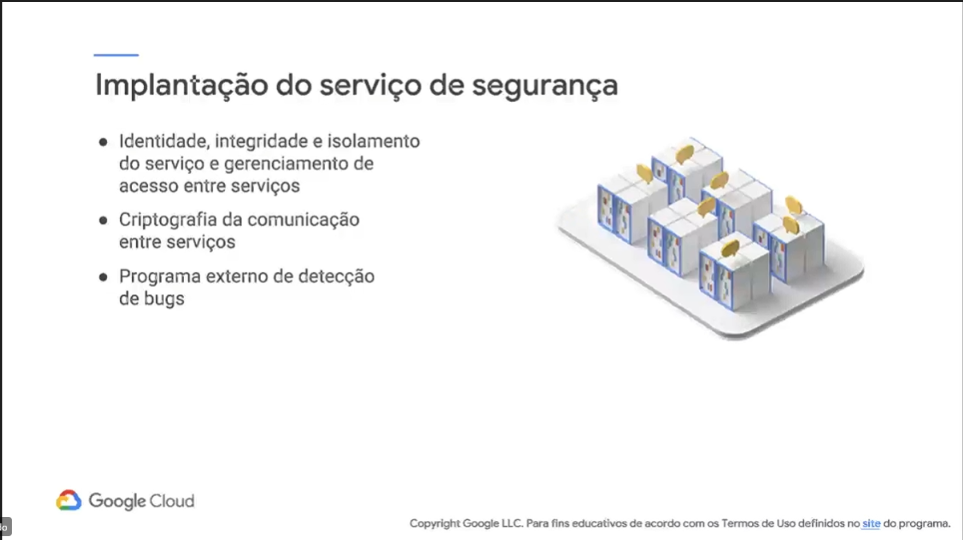 Implantação do serviço de segurança
● Identidade, integridade e isolamento
do serviço e gerenciamento de
acesso entre serviços
● Criptografia da comunicação
entre serviços
● Programa externo de detecção
de bugs
Google Cloud
Copyright Google LLC. Para fins educativos de acordo com os Termos de Uso definidos no site do programa.